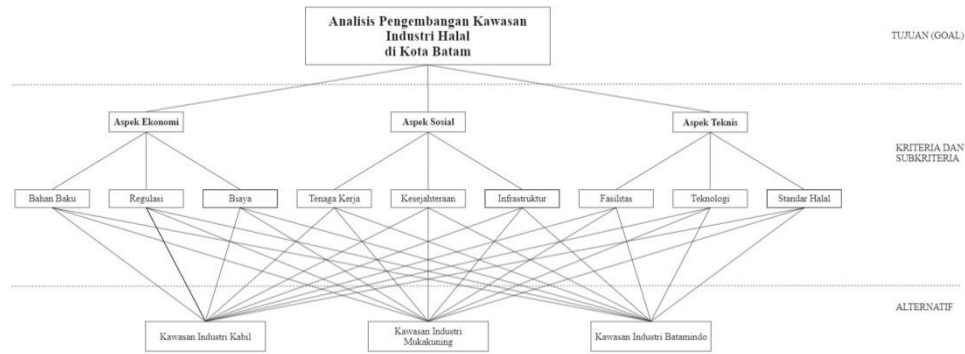 Analisis Pengembangan Kawasan
Industri Halal
di Kota Batam
TUJUAN (GOAL)
Aspek Ekonomi
Aspek Sosial
Aspek Teknis
KRITERIA DAN
SUBKRITERIA
Bahan Baku
Regulasi
Biaya
Tenaga Kerja
Kesejahteraan
Infrastruktur
Fasilitas
Teknologi
Standar Halal
ALTERNATIF
Kawasan Industri Kabil
Kawasan Industri
Mukakuning
Kawasan Industri Batamindo